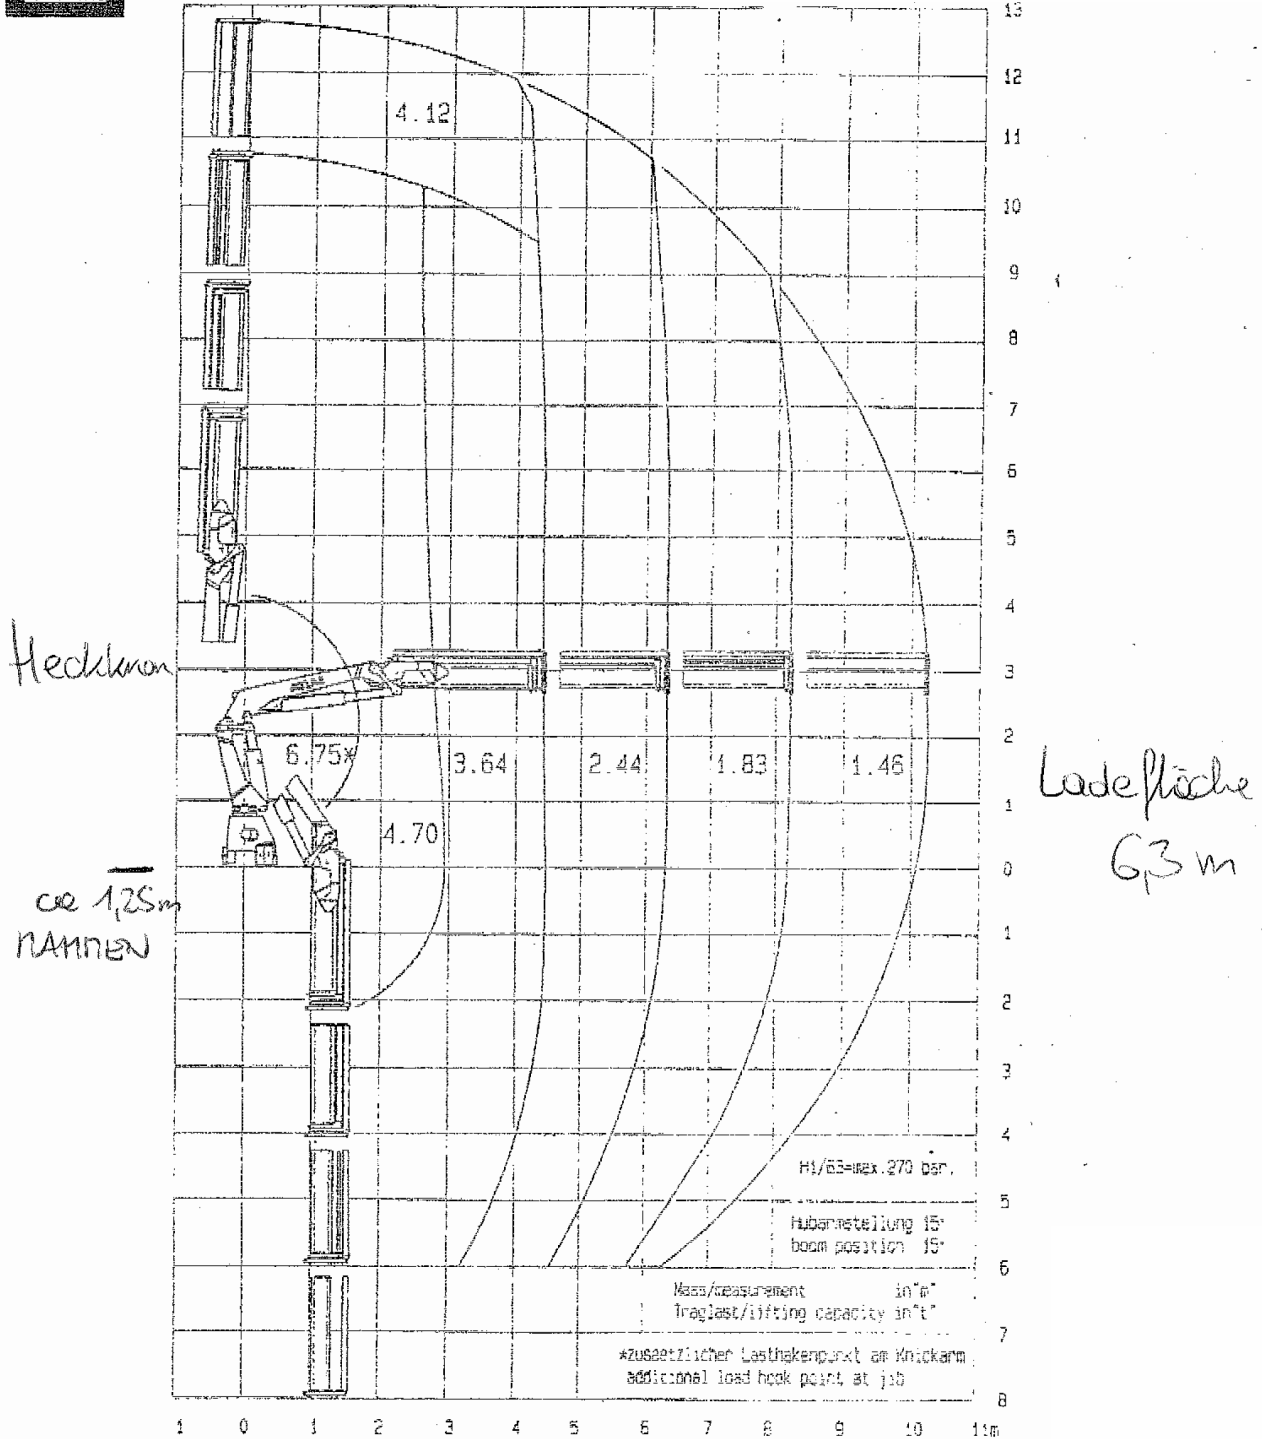 13
12
4.12
11
10
9
8
7
6
5
4
Heckkran
3
2
6.75*
3.64
2.44
1.83
1.46
Ladefläche
1
4.70
6,3 m
0
ca 1,25m
RAHMEN
1
2
3
4
H1/63=max.270 bar.
5
Hubarmstellung 15°
boom position 15°
6
Mass/measurement in"m"
Traglast/lifting capacity in"t"
7
*zusaetzlicher Lasthakenpunkt am Knickarm
additional load hook point at jib
8
1 0 1 2 3 4 5 6 7 8 9 10 11m